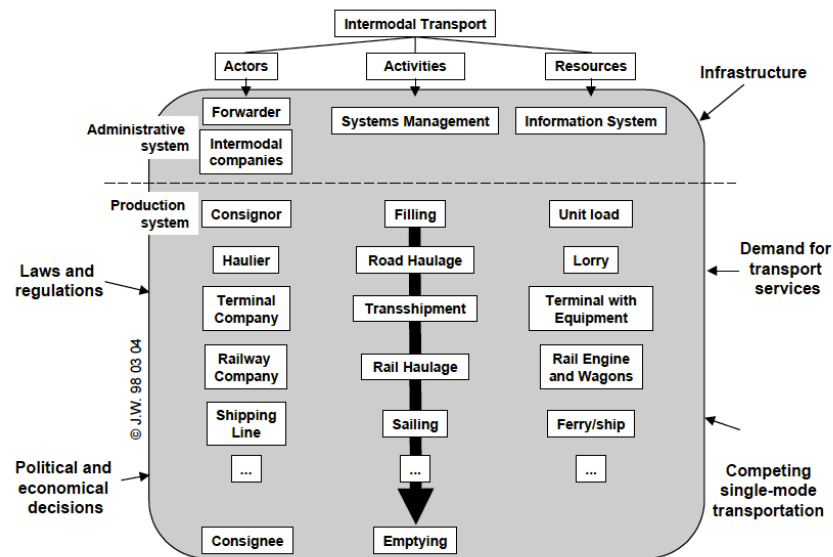 Intermodal Transport
Actors
Activities
Resources
Infrastructure
Administrative
system
Forwarder
Intermodal
companies
Systems Management
Information System
Production
system
Consignor
Filling
Unit load
Laws and
regulations
Haulier
Road Haulage
Lorry
Demand for
transport
services
Terminal
Company
Transshipment
Terminal with
Equipment
Railway
Company
Rail Haulage
Rail Engine
and Wagons
© J.W. 98 03 04
Shipping
Line
Sailing
Ferry/ship
Political and
economical
decisions
...
...
...
Competing
single-mode
transportation
Consignee
Emptying